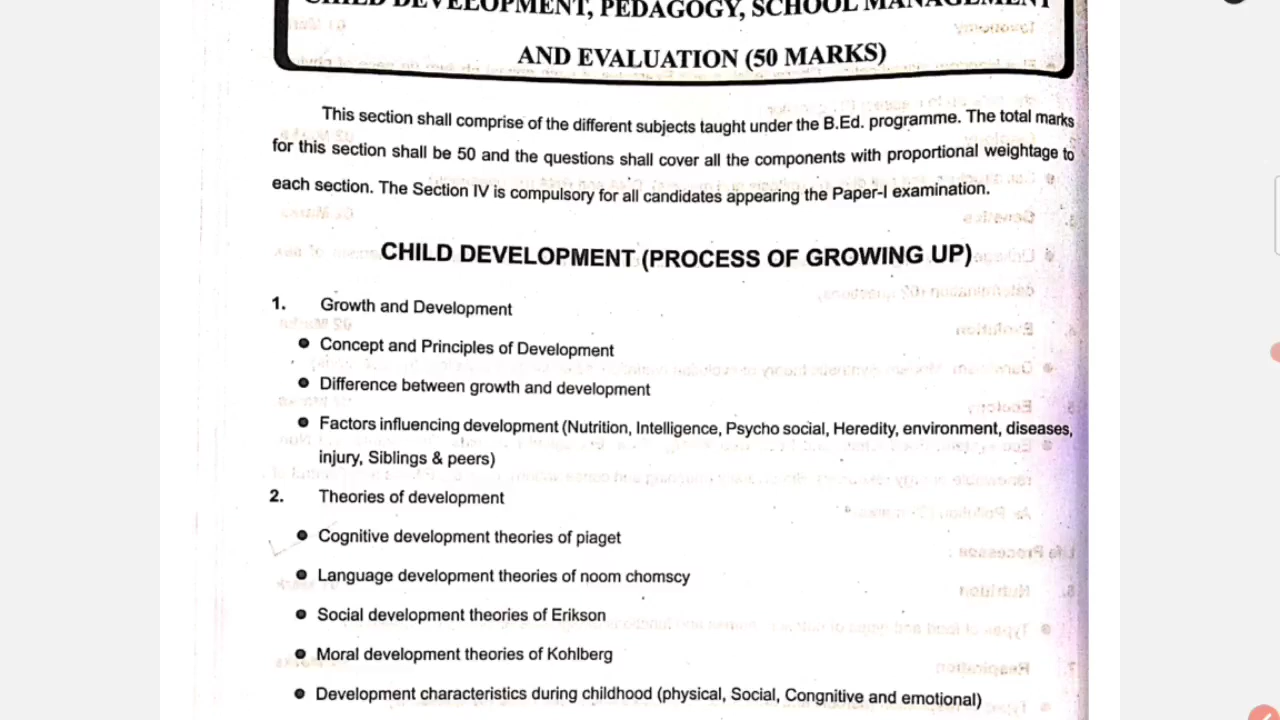 CHILD DEVELOPMENT, PEDAGOGY, SCHOOL MANAGEMENT
AND EVALUATION (50 MARKS)
This section shall comprise of the different subjects taught under the B.Ed. programme. The total marks
for this section shall be 50 and the questions shall cover all the components with proportional weightage to
each section. The Section IV is compulsory for all candidates appearing the Paper-I examination.
CHILD DEVELOPMENT (PROCESS OF GROWING UP)
1. Growth and Development
● Concept and Principles of Development
● Difference between growth and development
● Factors influencing development (Nutrition, Intelligence, Psycho social, Heredity, environment, diseases,
injury, Siblings & peers)
2. Theories of development
● Cognitive development theories of piaget
● Language development theories of noom chomscy
● Social development theories of Erikson
● Moral development theories of Kohlberg
● Development characteristics during childhood (physical, Social, Congnitive and emotional)